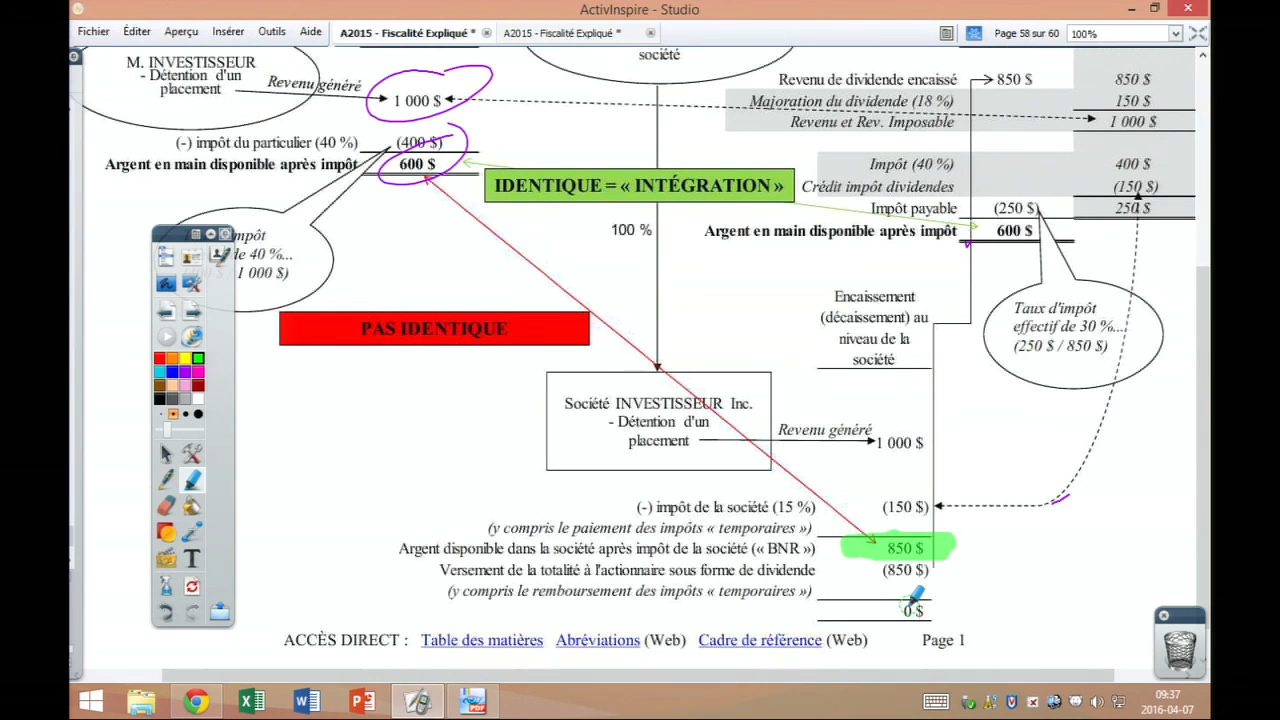 ActivInspire - Studio
Fichier Éditer Aperçu Insérer Outils Aide
A2015 - Fiscalité Expliqué *
A2015 - Fiscalité Expliqué *
Page 58 sur 60
100%
M. INVESTISSEUR
- Détention d'un
placement
Revenu généré
1 000 $
(-) impôt du particulier (40 %) (400 $)
Argent en main disponible après impôt 600 $
société
Revenu de dividende encaissé 850 $ 850 $
Majoration du dividende (18 %) 150 $
Revenu et Rev. Imposable 1 000 $
Impôt (40 %) 400 $
Crédit impôt dividendes (150 $)
Impôt payable (250 $) 250 $
Argent en main disponible après impôt 600 $
IDENTIQUE = « INTÉGRATION »
100 %
impôt
de 40 %...
1 000 $)
PAS IDENTIQUE
Encaissement
(décaissement) au
niveau de la
société
Taux d'impôt
effectif de 30 %...
(250 $ / 850 $)
Société INVESTISSEUR Inc.
- Détention d'un
placement
Revenu généré
1 000 $
(-) impôt de la société (15 %) (150 $)
(y compris le paiement des impôts « temporaires »)
Argent disponible dans la société après impôt de la société (« BNR ») 850 $
Versement de la totalité à l'actionnaire sous forme de dividende (850 $)
(y compris le remboursement des impôts « temporaires »)
0 $
ACCÈS DIRECT : Table des matières Abréviations (Web) Cadre de référence (Web) Page 1
09:37
2016-04-07